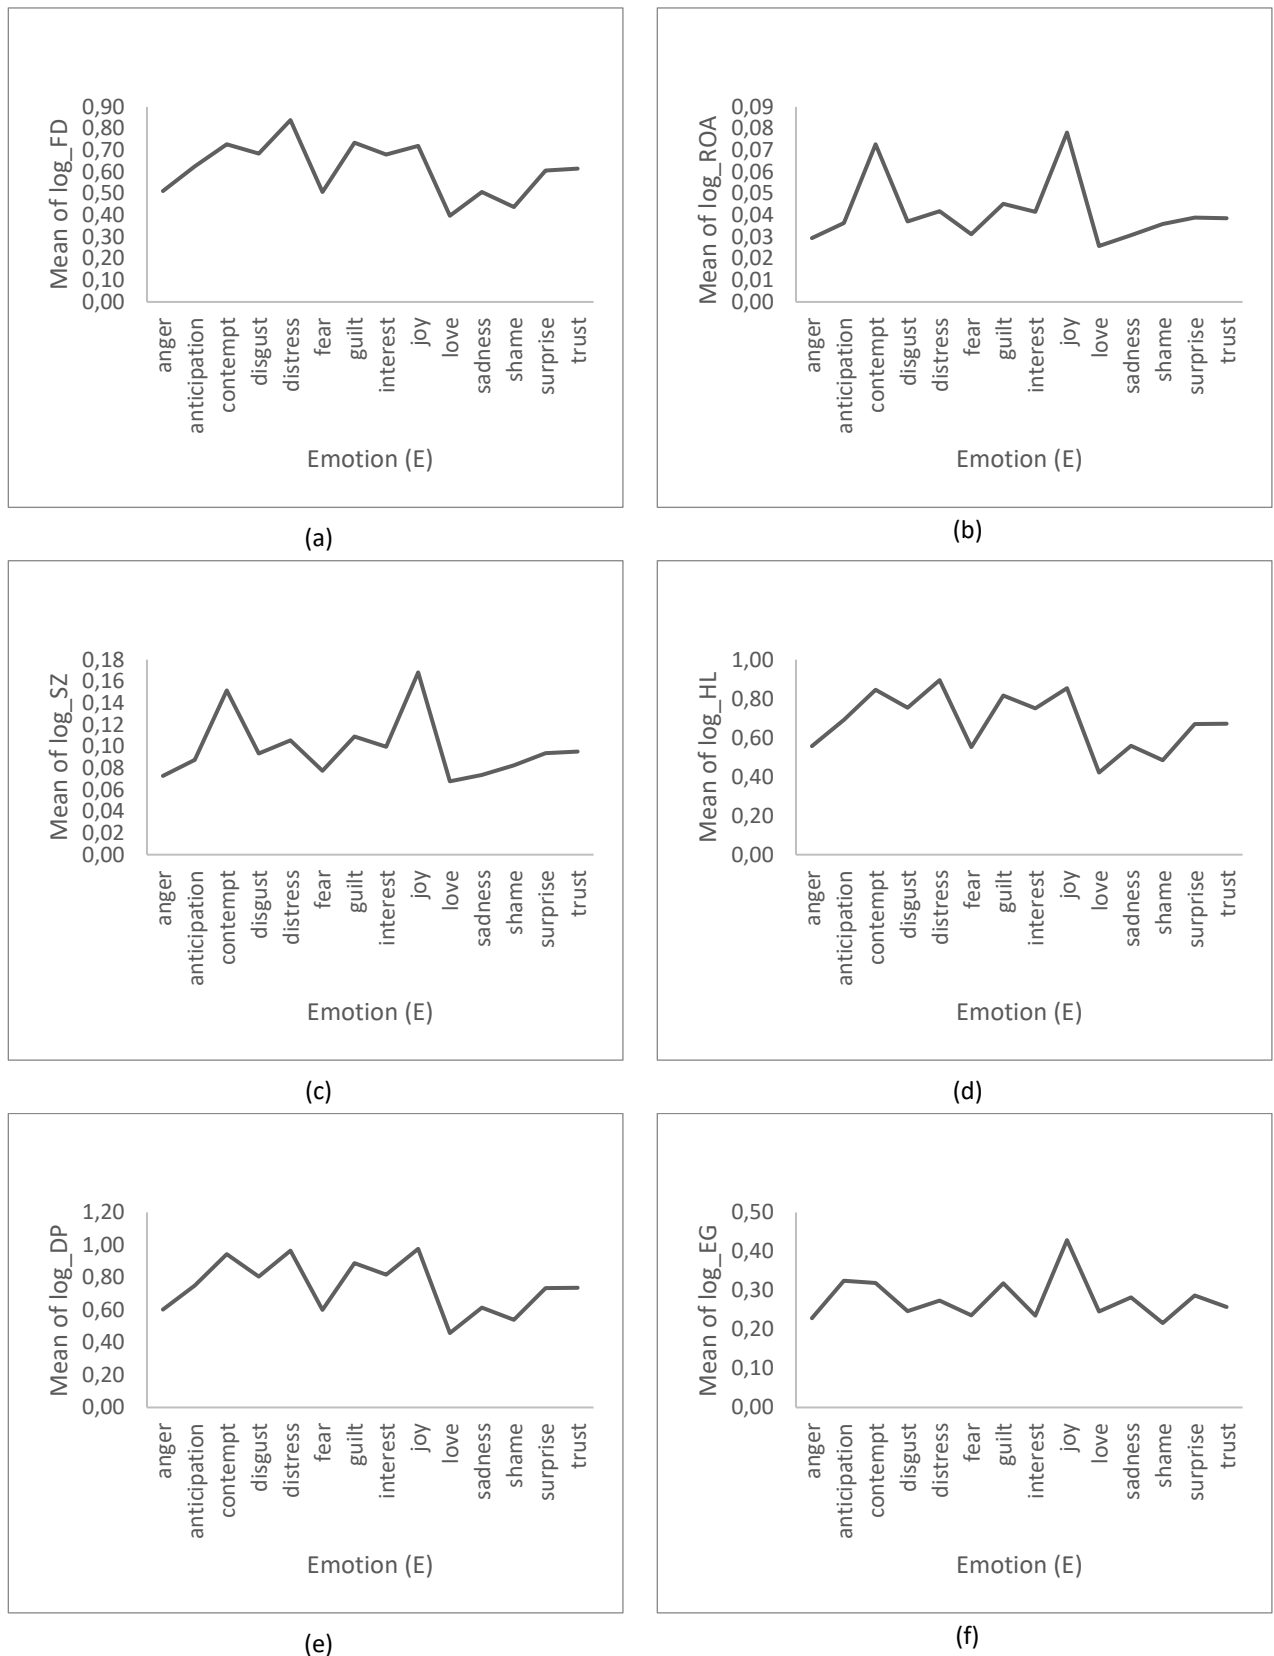 Mean of log_FD
0,90
0,80
0,70
0,60
0,50
0,40
0,30
0,20
0,10
0,00
anger
anticipation
contempt
disgust
distress
fear
guilt
interest
joy
love
sadness
shame
surprise
trust
Emotion (E)
(a)
Mean of log_ROA
0,09
0,08
0,07
0,06
0,05
0,04
0,03
0,02
0,01
0,00
anger
anticipation
contempt
disgust
distress
fear
guilt
interest
joy
love
sadness
shame
surprise
trust
Emotion (E)
(b)
Mean of log_SZ
0,18
0,16
0,14
0,12
0,10
0,08
0,06
0,04
0,02
0,00
anger
anticipation
contempt
disgust
distress
fear
guilt
interest
joy
love
sadness
shame
surprise
trust
Emotion (E)
(c)
Mean of log_HL
1,00
0,80
0,60
0,40
0,20
0,00
anger
anticipation
contempt
disgust
distress
fear
guilt
interest
joy
love
sadness
shame
surprise
trust
Emotion (E)
(d)
Mean of log_DP
1,20
1,00
0,80
0,60
0,40
0,20
0,00
anger
anticipation
contempt
disgust
distress
fear
guilt
interest
joy
love
sadness
shame
surprise
trust
Emotion (E)
(e)
Mean of log_EG
0,50
0,40
0,30
0,20
0,10
0,00
anger
anticipation
contempt
disgust
distress
fear
guilt
interest
joy
love
sadness
shame
surprise
trust
Emotion (E)
(f)